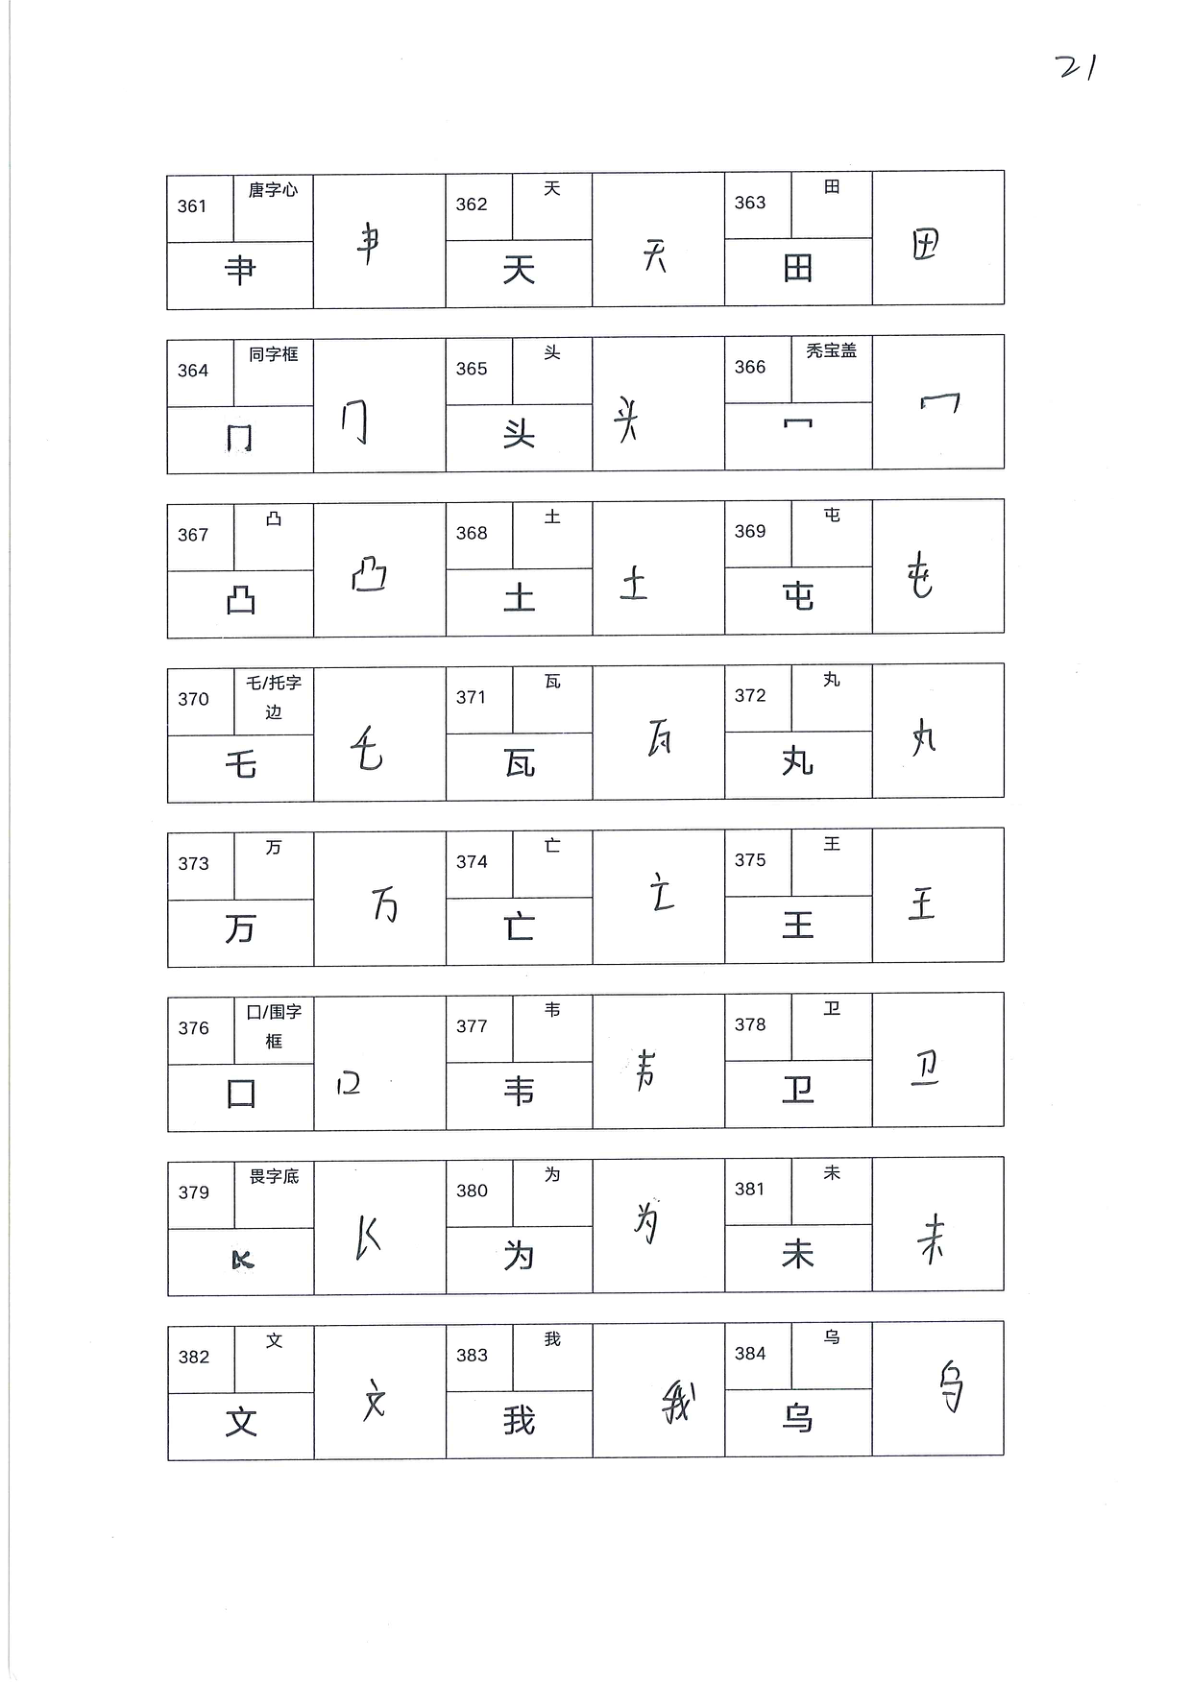 21
361 唐字心 肀 肀 362 天 天 天 363 田 田 田
364 同字框 冂 冂 365 头 头 头 366 秃宝盖 冖 冖
367 凸 凸 凸 368 土 土 土 369 屯 屯 屯
370 乇/托字
边 乇 乇 371 瓦 瓦 瓦 372 丸 丸 丸
373 万 万 万 374 亡 亡 亡 375 王 王 王
376 囗/围字
框 囗 囗 377 韦 韦 韦 378 卫 卫 卫
379 畏字底 380 为 为 为 381 未 未 未
382 文 文 文 383 我 我 我 384 乌 乌 乌